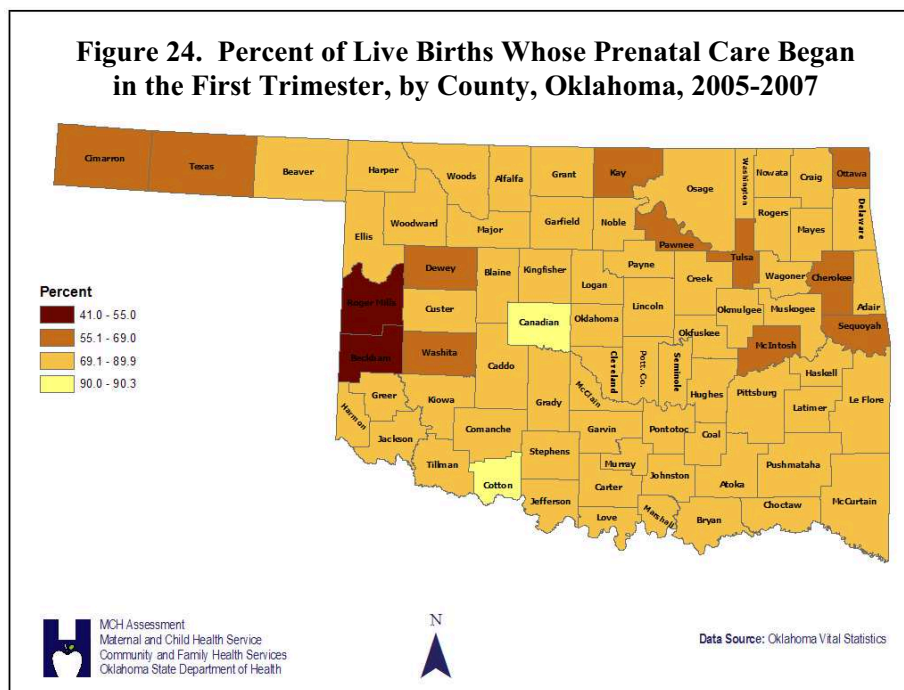 Figure 24. Percent of Live Births Whose Prenatal Care Began
in the First Trimester, by County, Oklahoma, 2005-2007
Cimarron
Texas
Beaver
Harper
Woods
Alfalfa
Grant
Kay
Osage
Washington
Nowata
Craig
Ottawa
Ellis
Woodward
Major
Garfield
Noble
Pawnee
Tulsa
Rogers
Mayes
Delaware
Roger Mills
Dewey
Blaine
Kingfisher
Logan
Payne
Creek
Wagoner
Cherokee
Adair
Custer
Canadian
Oklahoma
Lincoln
Okfuskee
Okmulgee
Muskogee
Sequoyah
Beckham
Washita
Caddo
Grady
McClain
Cleveland
Pott. Co.
Seminole
Hughes
McIntosh
Pittsburg
Haskell
Latimer
Le Flore
Harmon
Greer
Kiowa
Jackson
Comanche
Tillman
Cotton
Stephens
Garvin
Murray
Pontotoc
Coal
Johnston
Atoka
Pushmataha
McCurtain
Jefferson
Carter
Love
Marshall
Bryan
Choctaw
Percent
41.0 - 55.0
55.1 - 69.0
69.1 - 89.9
90.0 - 90.3
MCH Assessment
Maternal and Child Health Service
Community and Family Health Services
Oklahoma State Department of Health
N
Data Source: Oklahoma Vital Statistics